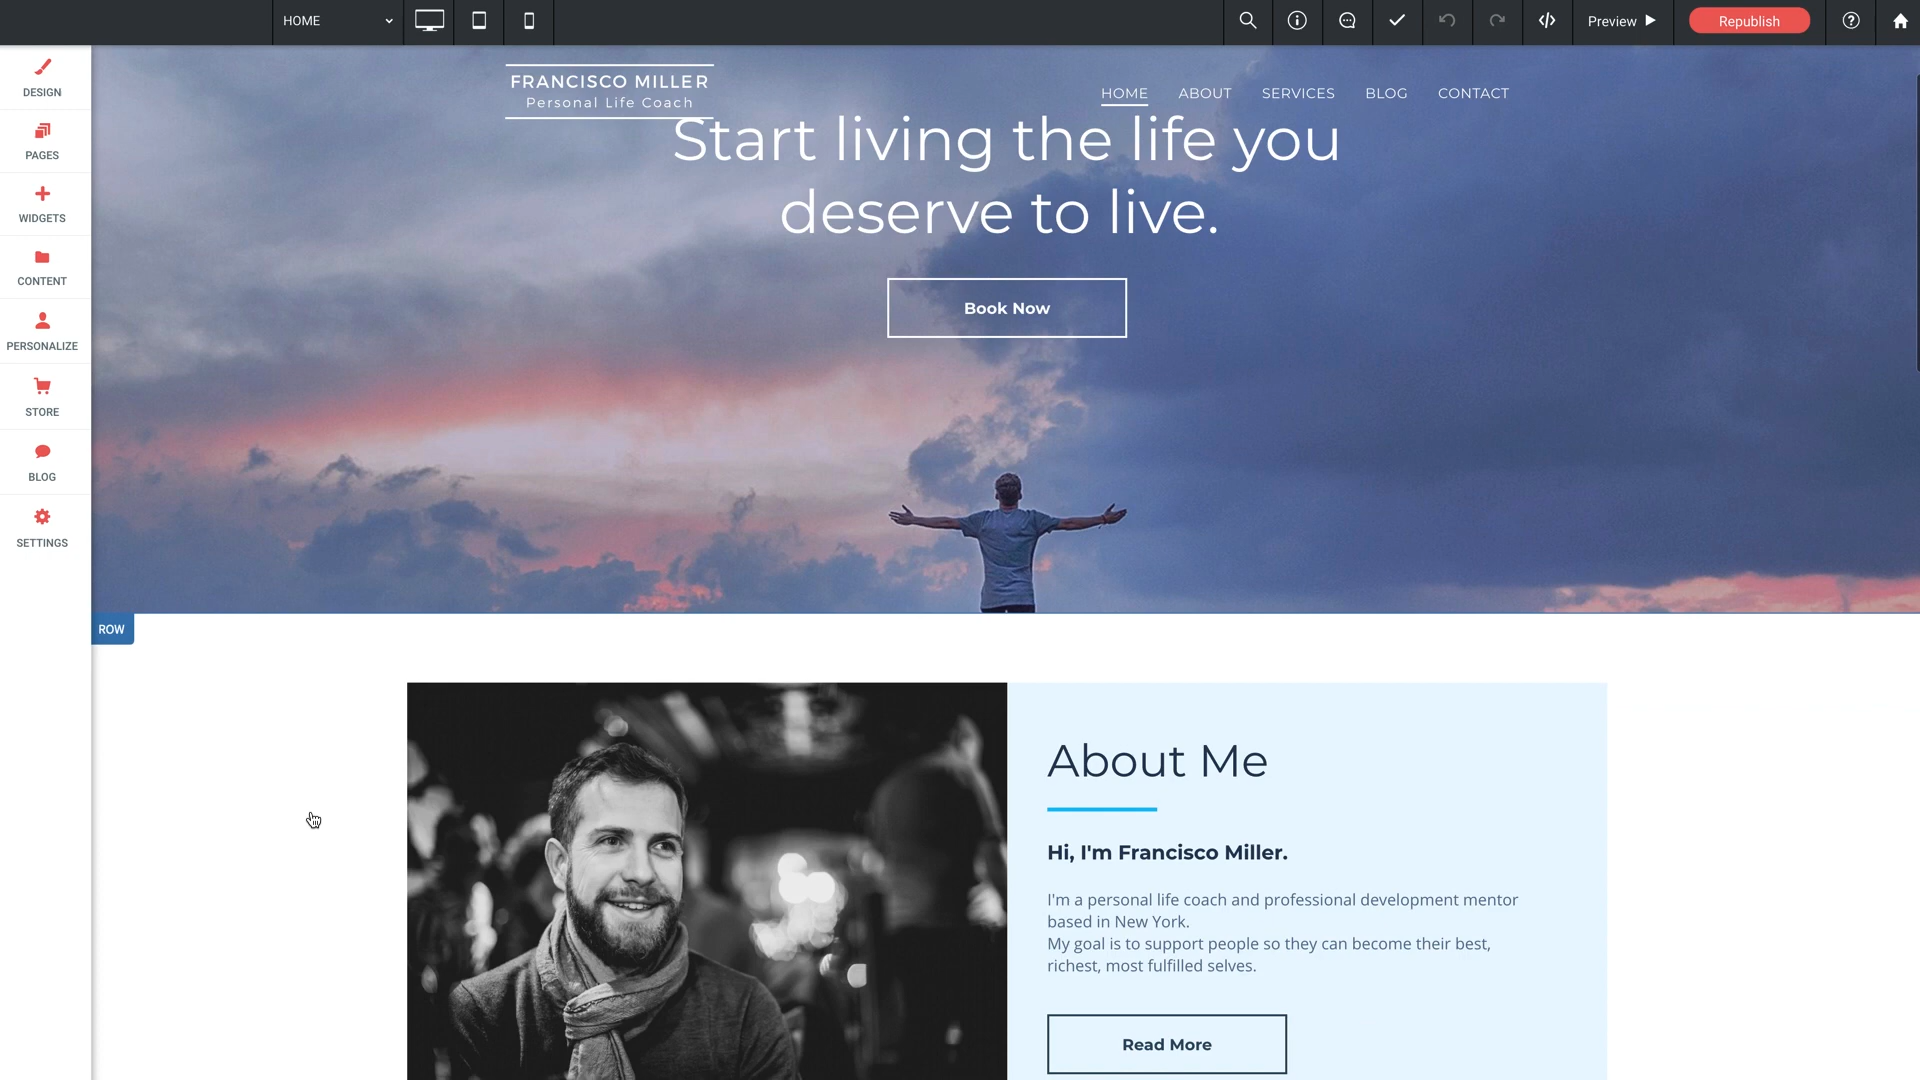 HOME
Preview
Republish
DESIGN
PAGES
WIDGETS
CONTENT
PERSONALIZE
STORE
BLOG
SETTINGS
FRANCISCO MILLER
Personal Life Coach
HOME ABOUT SERVICES BLOG CONTACT
Start living the life you
deserve to live.
Book Now
ROW
About Me
Hi, I'm Francisco Miller.
I'm a personal life coach and professional development mentor
based in New York.
My goal is to support people so they can become their best,
richest, most fulfilled selves.
Read More